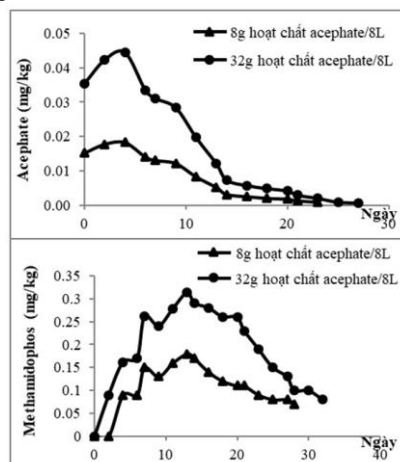 0.05
0.04
0.03
0.02
0.01
0.00
Acephate (mg/kg)
8g hoạt chất acephate/8L
32g hoạt chất acephate/8L
Ngày
0 10 20 30
0.35
0.3
0.25
0.2
0.15
0.1
0.05
0
Methamidophos (mg/kg)
8g hoạt chất acephate/8L
32g hoạt chất acephate/8L
Ngày
0 10 20 30 40